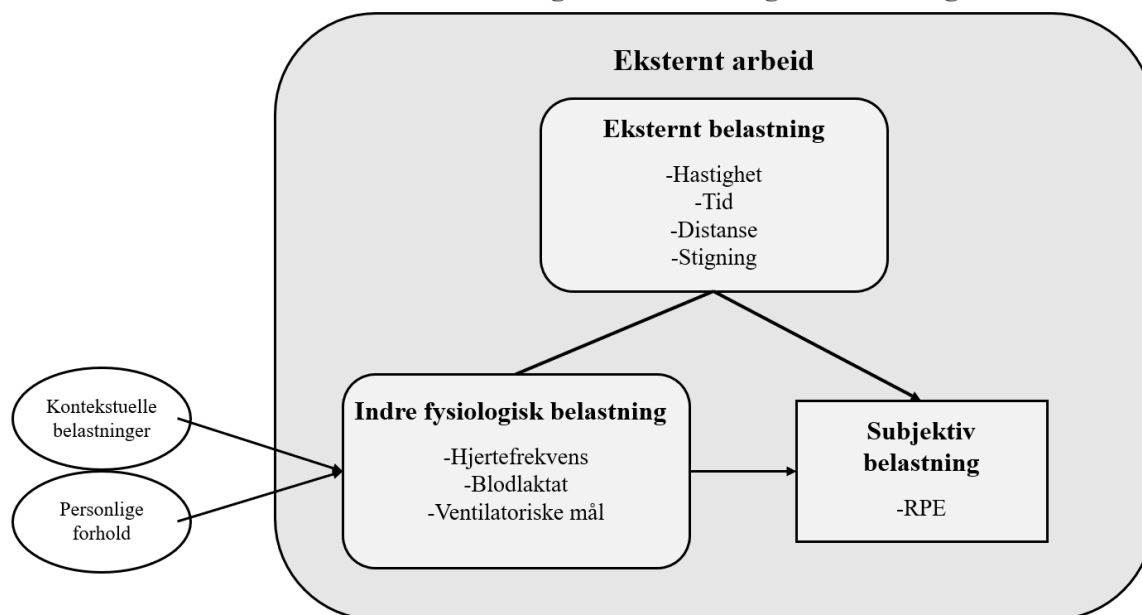 Eksternt arbeid
Eksternt belastning
-Hastighet
-Tid
-Distanse
-Stigning
Kontekstuelle
belastninger
Personlige
forhold
Indre fysiologisk belastning
-Hjertefrekvens
-Blodlaktat
-Ventilatoriske mål
Subjektiv
belastning
-RPE